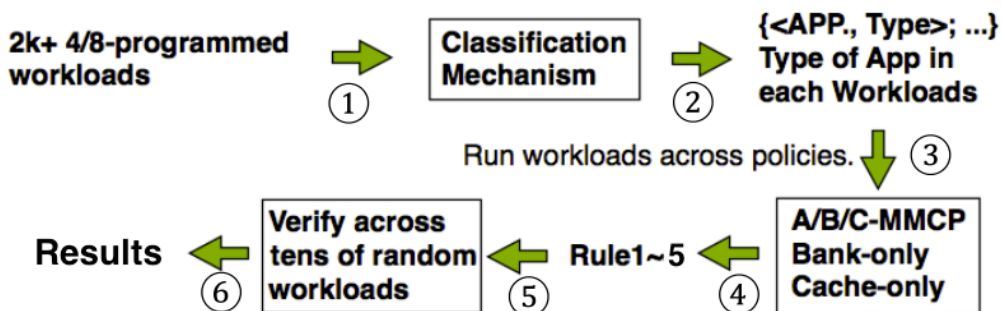 2k+ 4/8-programmed
workloads
①
Classification
Mechanism
②
{<APP., Type>; ...}
Type of App in
each Workloads
Run workloads across policies.
③
A/B/C-MMCP
Bank-only
Cache-only
④
Rule1~5
⑤
Verify across
tens of random
workloads
⑥
Results